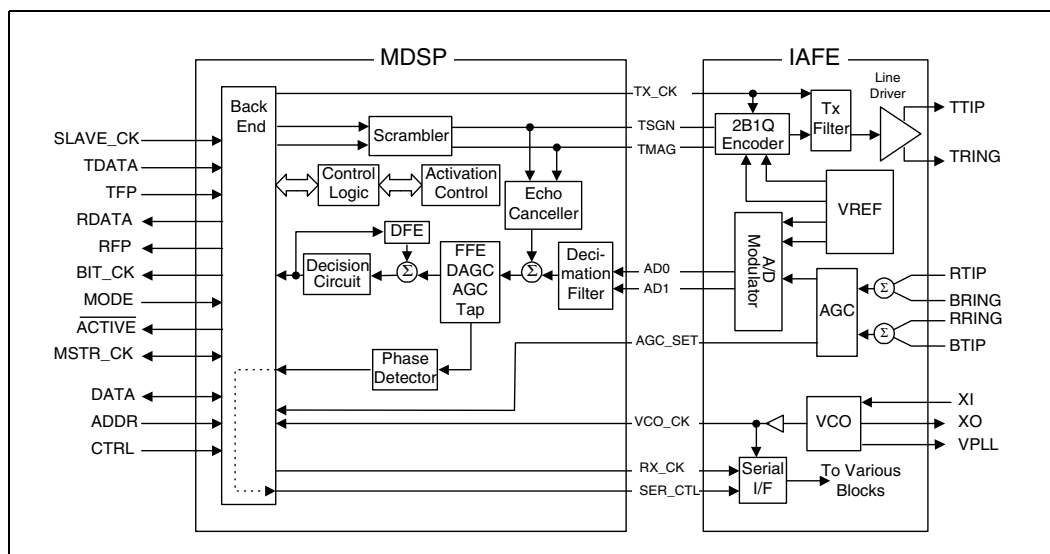 MDSP
IAFE
Back
End
Scrambler
Control
Logic
Activation
Control
Echo
Canceller
DFE
Decision
Circuit
Σ
FFE
DAGC
AGC
Tap
Σ
Deci-
mation
Filter
Phase
Detector
SLAVE_CK
TDATA
TFP
RDATA
RFP
BIT_CK
MODE
ACTIVE
MSTR_CK
DATA
ADDR
CTRL
TX_CK
TSGN
TMAG
AD0
AD1
AGC_SET
VCO_CK
RX_CK
SER_CTL
2B1Q
Encoder
Tx
Filter
Line
Driver
VREF
A/D
Modulator
AGC
Σ
Σ
VCO
Serial
I/F
To Various
Blocks
TTIP
TRING
RTIP
BRING
RRING
BTIP
XI
XO
VPLL